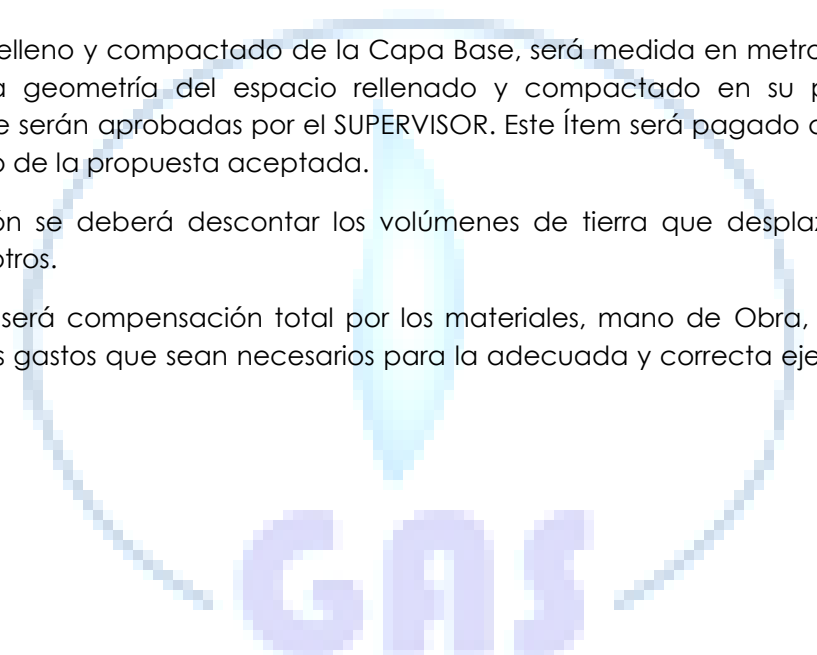 elleno y compactado de la Capa Base, será medida en metro
a geometría del espacio rellenado y compactado en su p
e serán aprobadas por el SUPERVISOR. Este Ítem será pagado
o de la propuesta aceptada.
ón se deberá descontar los volúmenes de tierra que despla
otros.
será compensación total por los materiales, mano de Obra,
s gastos que sean necesarios para la adecuada y correcta eje
GAS